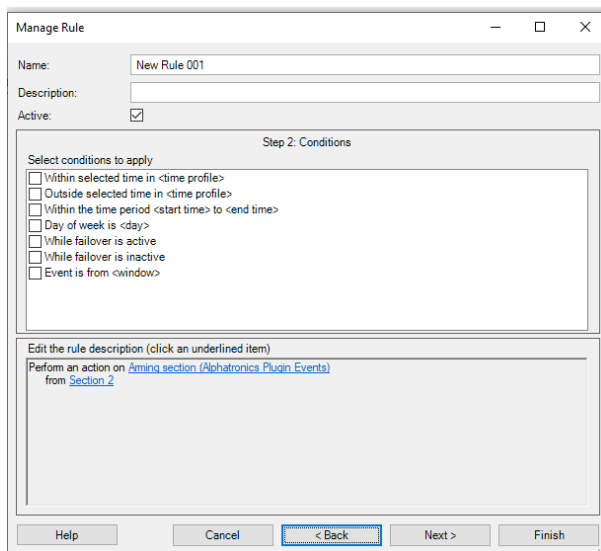 Manage Rule
Name: New Rule 001
Description:
Active:
Step 2: Conditions
Select conditions to apply
Within selected time in <time profile>
Outside selected time in <time profile>
Within the time period <start time> to <end time>
Day of week is <day>
While failover is active
While failover is inactive
Event is from <window>
Edit the rule description (click an underlined item)
Perform an action on Arming section (Alphatronics Plugin Events)
from Section 2
Help Cancel < Back Next > Finish